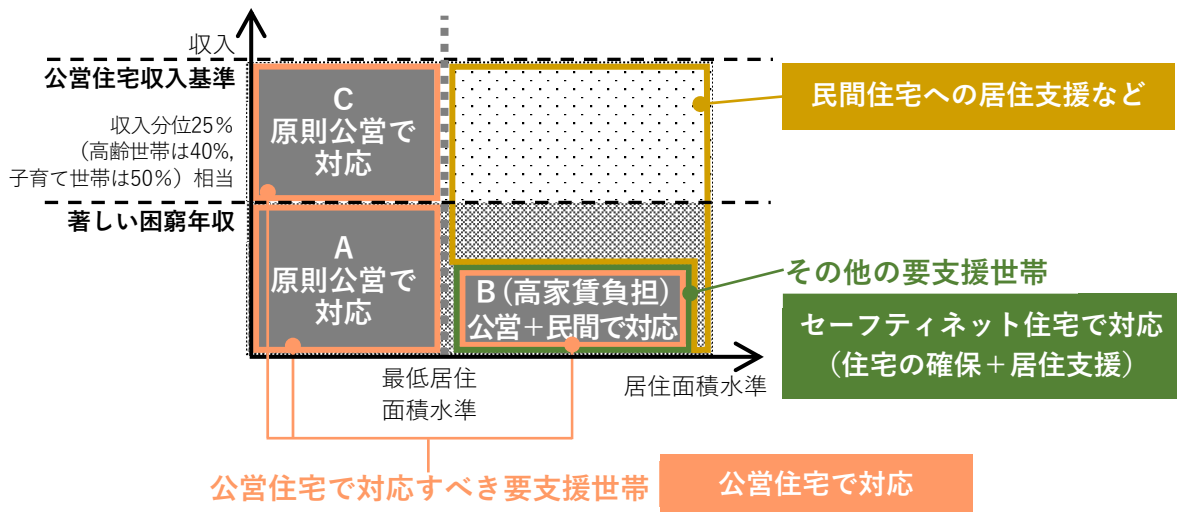 収入
公営住宅収入基準
収入分位25%
（高齢世帯は40%,
子育て世帯は50%）相当
著しい困窮年収
C
原則公営で
対応
A
原則公営で
対応
B（高家賃負担）
公営＋民間で対応
民間住宅への居住支援など
その他の要支援世帯
セーフティネット住宅で対応
（住宅の確保＋居住支援）
最低居住
面積水準
居住面積水準
公営住宅で対応すべき要支援世帯
公営住宅で対応